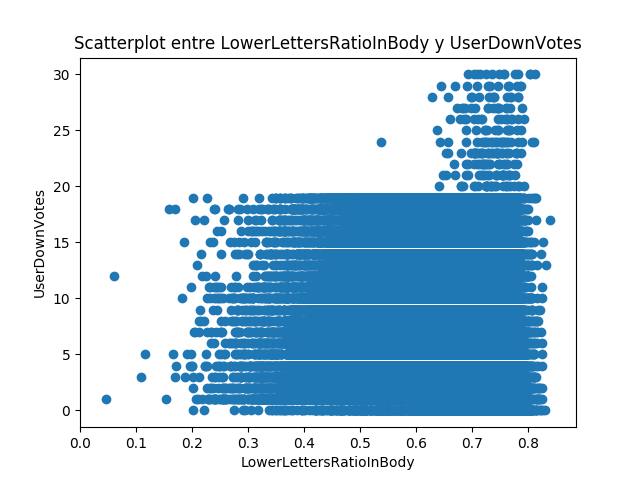 Scatterplot entre LowerLettersRatioInBody y UserDownVotes
30
25
20
15
10
5
0
UserDownVotes
0.0 0.1 0.2 0.3 0.4 0.5 0.6 0.7 0.8
LowerLettersRatioInBody